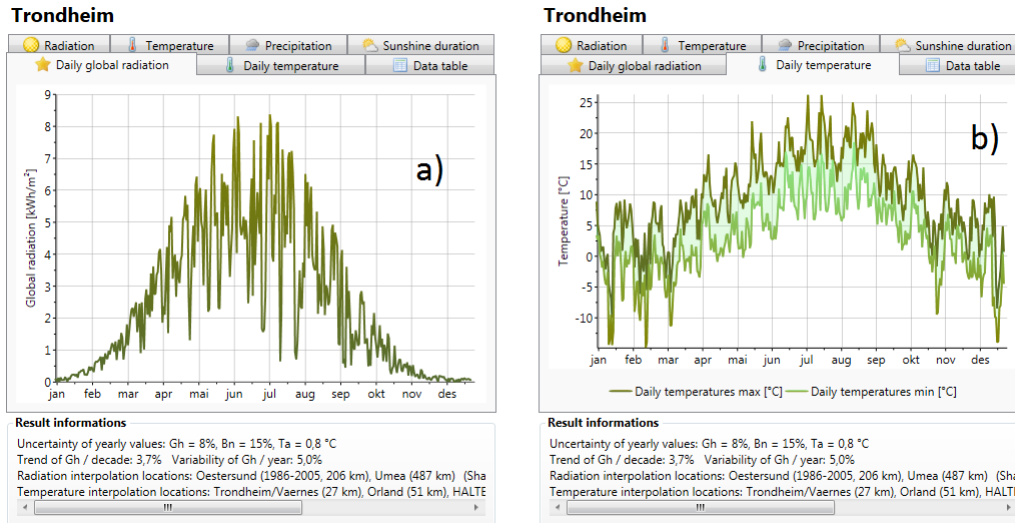 Trondheim
Radiation Temperature Precipitation Sunshine duration
Daily global radiation Daily temperature Data table
Global radiation [kWh/m²]
9
8
7
6
5
4
3
2
1
0
a)
jan feb mar apr mai jun jul aug sep okt nov des
Result informations
Uncertainty of yearly values: Gh = 8%, Bn = 15%, Ta = 0,8 °C
Trend of Gh / decade: 3,7% Variability of Gh / year: 5,0%
Radiation interpolation locations: Oestersund (1986-2005, 206 km), Umea (487 km) (Sha
Temperature interpolation locations: Trondheim/Vaernes (27 km), Orland (51 km), HALTE
Trondheim
Radiation Temperature Precipitation Sunshine duration
Daily global radiation Daily temperature Data table
Temperature [°C]
25
20
15
10
5
0
-5
-10
b)
jan feb mar apr mai jun jul aug sep okt nov des
Daily temperatures max [°C] Daily temperatures min [°C]
Result informations
Uncertainty of yearly values: Gh = 8%, Bn = 15%, Ta = 0,8 °C
Trend of Gh / decade: 3,7% Variability of Gh / year: 5,0%
Radiation interpolation locations: Oestersund (1986-2005, 206 km), Umea (487 km) (Sha
Temperature interpolation locations: Trondheim/Vaernes (27 km), Orland (51 km), HALTE